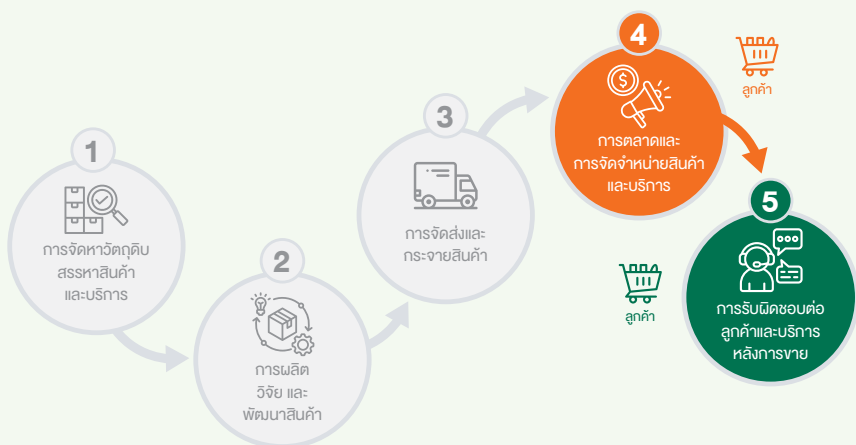 1
การจัดหาวัตถุดิบ
สรรหาสินค้า
และบริการ
2
การผลิต
วิจัย และ
พัฒนาสินค้า
3
การจัดส่งและ
กระจายสินค้า
4
$
การตลาดและ
การจัดจำหน่ายสินค้า
และบริการ
ลูกค้า
5
การรับผิดชอบต่อ
ลูกค้าและบริการ
หลังการขาย
ลูกค้า